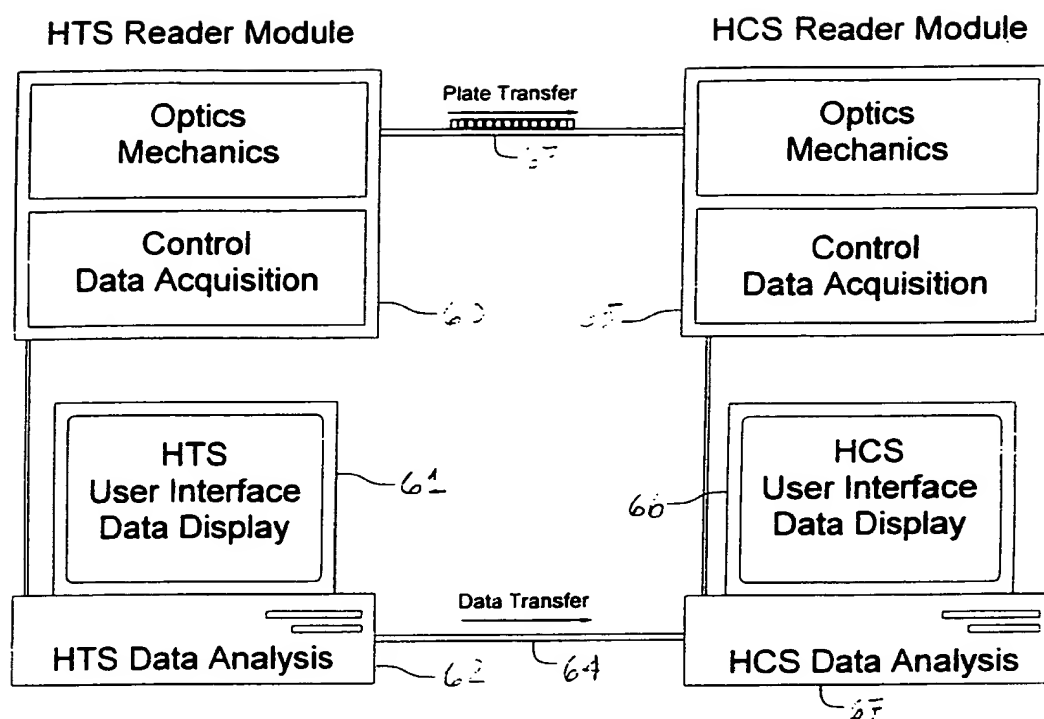 HTS Reader Module
HCS Reader Module
Optics
Mechanics
Control
Data Acquisition
Plate Transfer
Optics
Mechanics
Control
Data Acquisition
HTS
User Interface
Data Display
61
HCS
User Interface
Data Display
Data Transfer
64
HTS Data Analysis
62
HCS Data Analysis